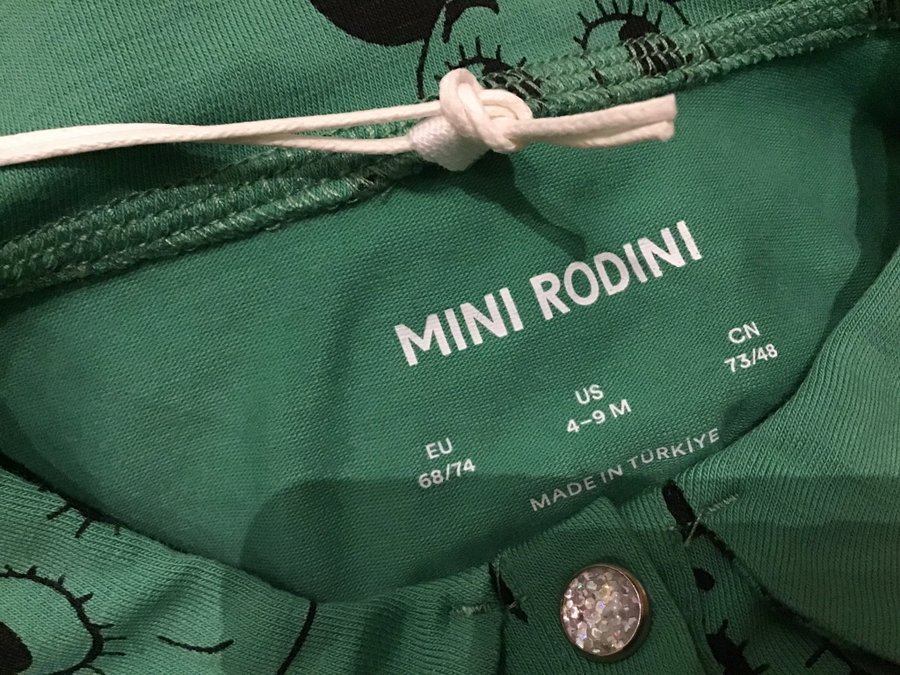 MINI RODINI
EU
68/74
US
4-9 M
CN
73/48
MADE IN TÜRKİYE